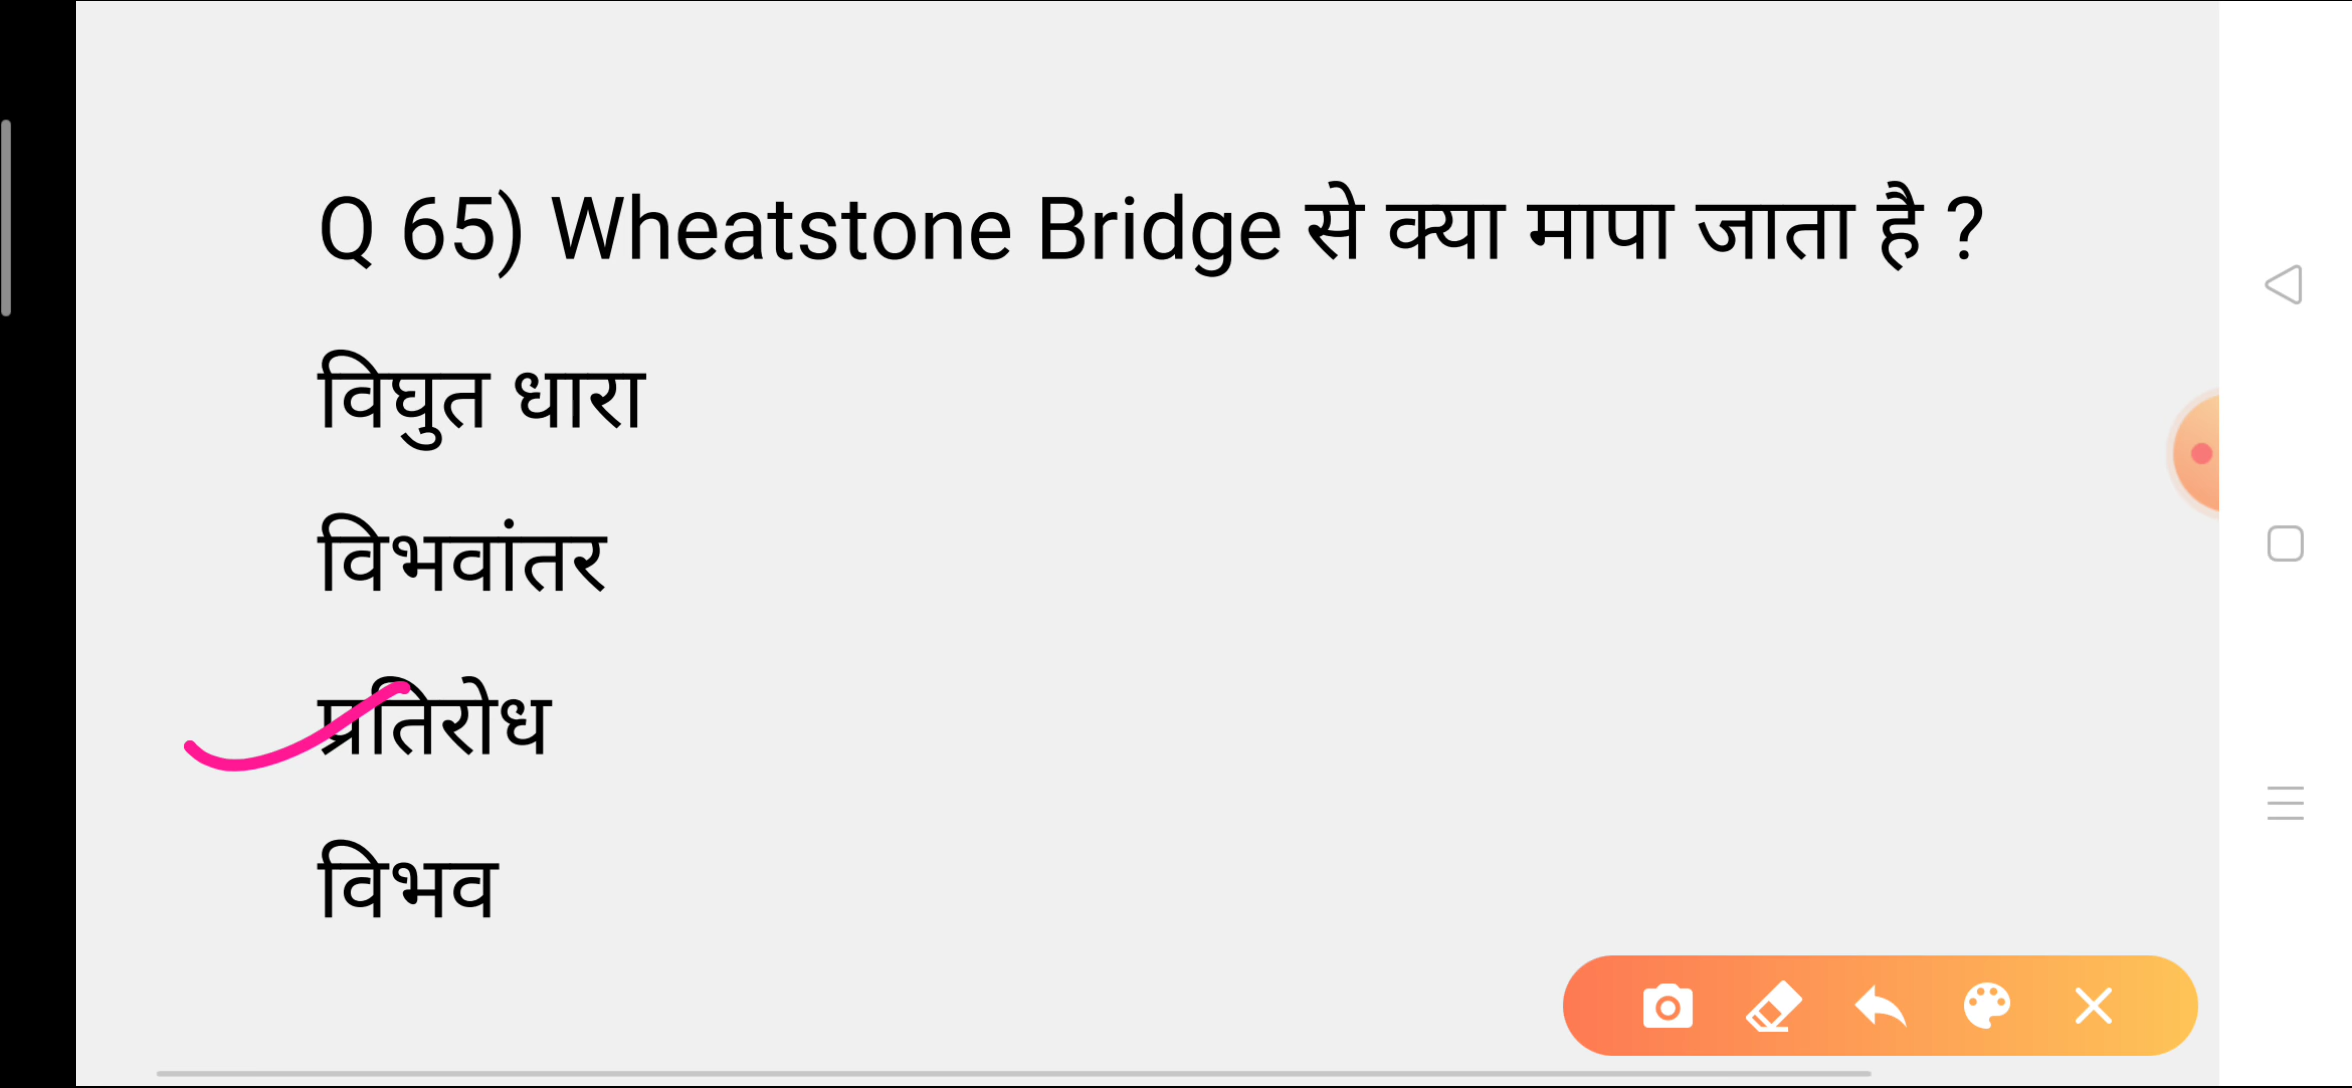 Q 65) Wheatstone Bridge से क्या मापा जाता है ?
विघुत धारा
विभवांतर
प्रतिरोध
विभव